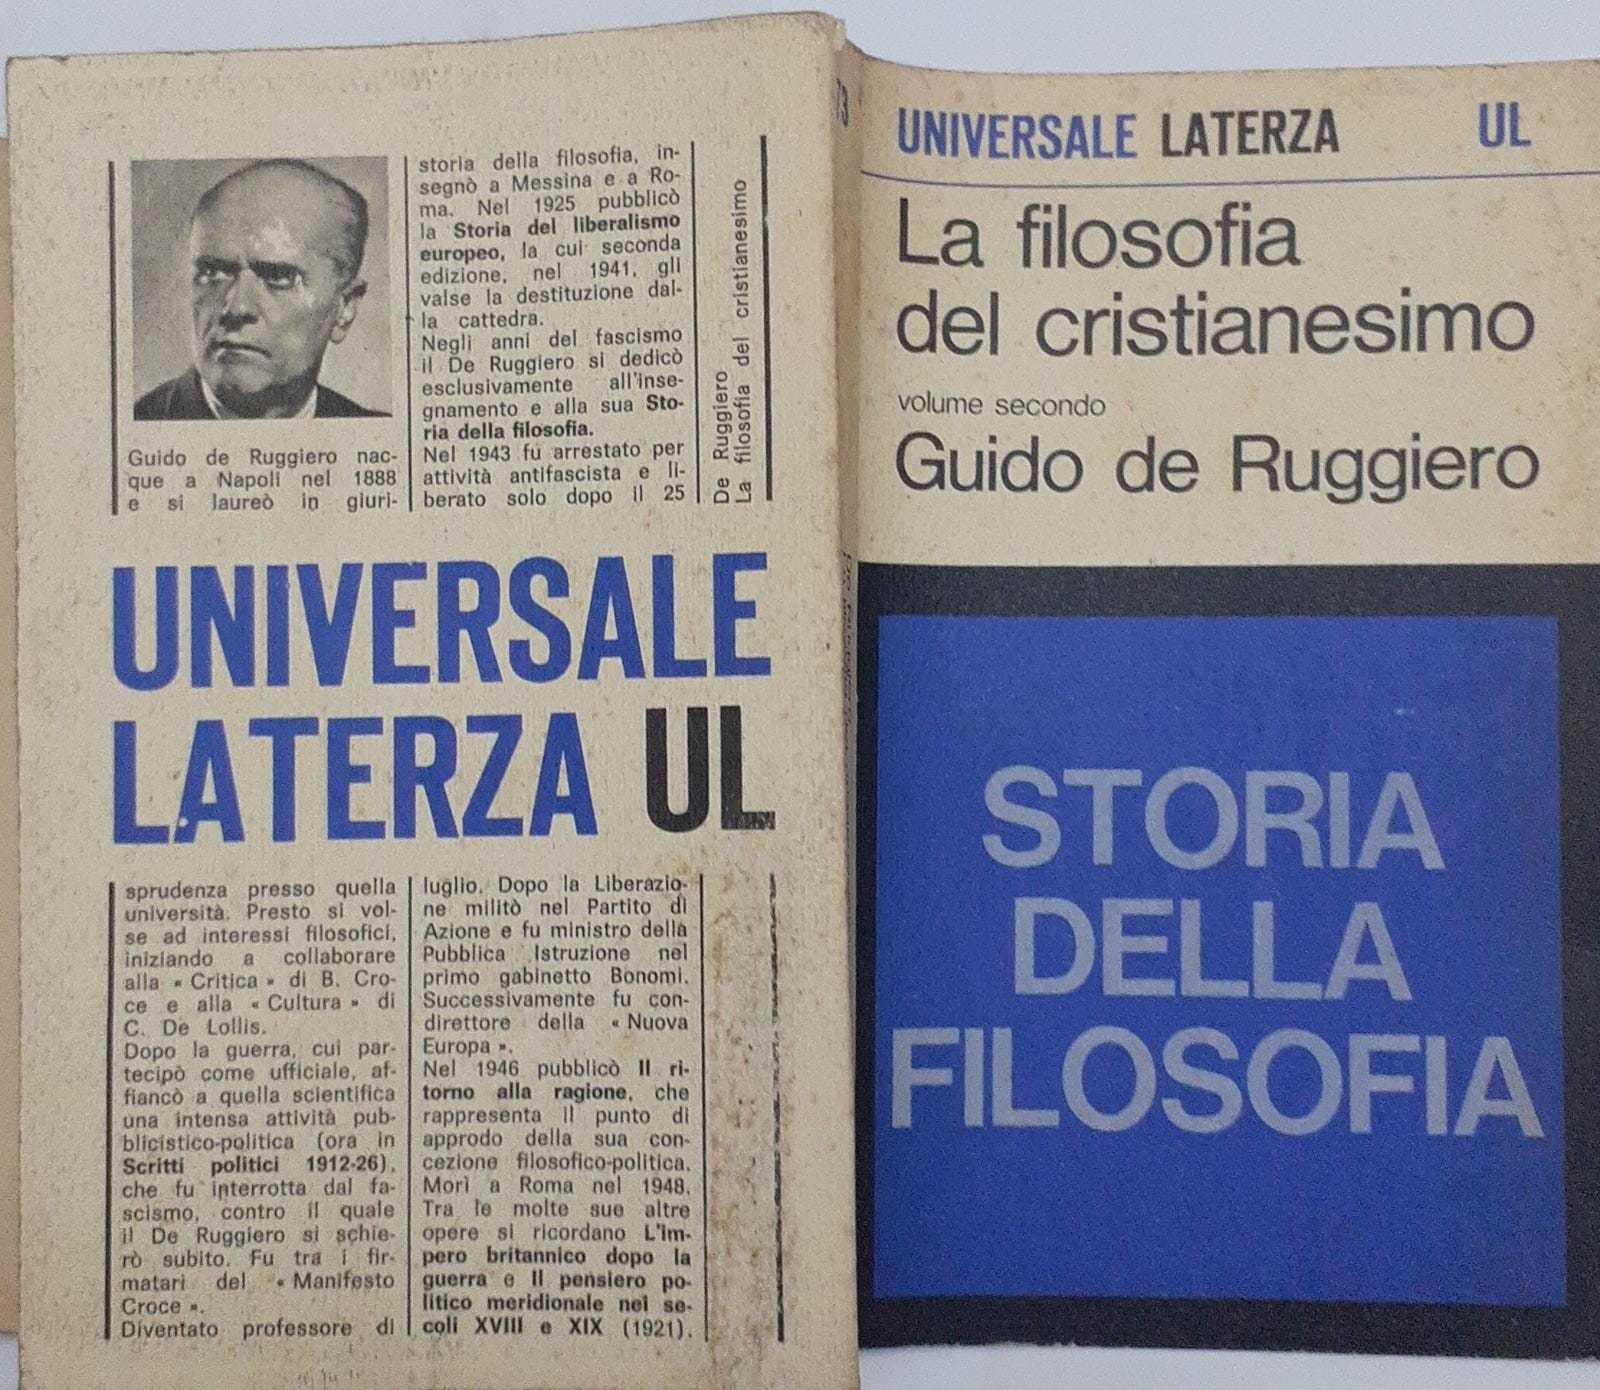 Guido de Ruggiero nac-
que a Napoli nel 1888
e si laureò in giuri-
sprudenza presso quella
università. Presto si vol-
se ad interessi filosofici,
iniziando a collaborare
alla « Critica » di B. Cro-
ce e alla « Cultura » di
C. De Lollis.
Dopo la guerra, cui par-
tecipò come ufficiale, af-
fiancò a quella scientifica
una intensa attività pub-
blicistico-politica (ora in
Scritti politici 1912-26),
che fu interrotta dal fa-
scismo, contro il quale
il De Ruggiero si schie-
rò subito. Fu tra i fir-
matari del « Manifesto
Croce ».
Diventato professore di
storia della filosofia, in-
segnò a Messina e a Ro-
ma. Nel 1925 pubblicò
la Storia del liberalismo
europeo, la cui seconda
edizione, nel 1941, gli
valse la destituzione dal-
la cattedra.
Negli anni del fascismo
il De Ruggiero si dedicò
esclusivamente all'inse-
gnamento e alla sua Sto-
ria della filosofia.
Nel 1943 fu arrestato per
attività antifascista e li-
berato solo dopo il 25
luglio. Dopo la Liberazio-
ne militò nel Partito di
Azione e fu ministro della
Pubblica Istruzione nel
primo gabinetto Bonomi.
Successivamente fu con-
direttore della « Nuova
Europa ».
Nel 1946 pubblicò Il ri-
torno alla ragione, che
rappresenta il punto di
approdo della sua con-
cezione filosofico-politica.
Morì a Roma nel 1948.
Tra le molte sue altre
opere si ricordano L'im-
pero britannico dopo la
guerra e Il pensiero po-
litico meridionale nei se-
coli XVIII e XIX (1921).
De Ruggiero
La filosofia del cristianesimo
UNIVERSALE
LATERZA UL
73
UNIVERSALE LATERZA UL
La filosofia
del cristianesimo
volume secondo
Guido de Ruggiero
STORIA
DELLA
FILOSOFIA